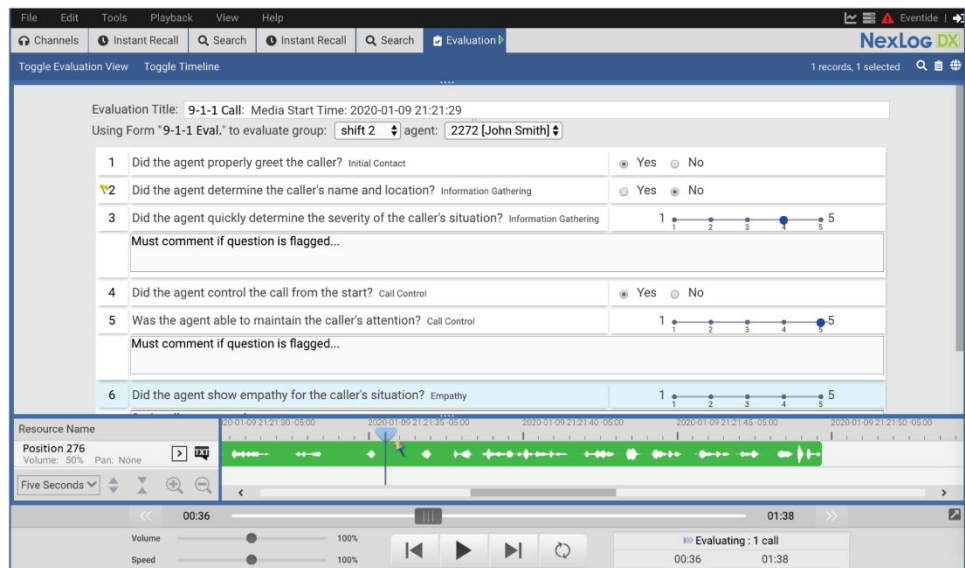 File Edit Tools Playback View Help Eventide
Channels Instant Recall Search Instant Recall Search Evaluation NexLog DX
Toggle Evaluation View Toggle Timeline 1 records, 1 selected
Evaluation Title: 9-1-1 Call: Media Start Time: 2020-01-09 21:21:29
Using Form "9-1-1 Eval." to evaluate group: shift 2 agent: 2272 [John Smith]
1 Did the agent properly greet the caller? Initial Contact Yes No
2 Did the agent determine the caller's name and location? Information Gathering Yes No
3 Did the agent quickly determine the severity of the caller's situation? Information Gathering 1 5
1 2 3 4 5
Must comment if question is flagged...
4 Did the agent control the call from the start? Call Control Yes No
5 Was the agent able to maintain the caller's attention? Call Control 1 5
1 2 3 4 5
Must comment if question is flagged...
6 Did the agent show empathy for the caller's situation? Empathy 1 5
1 2 3 4 5
Resource Name 2020-01-09 21:21:35 -05:00 2020-01-09 21:21:40 -05:00 2020-01-09 21:21:45 -05:00 2020-01-09 21:21:50 -05:00
Position 276
Volume: 50% Pan: None
Five Seconds
00:36 01:38
Volume 100% Evaluating : 1 call
Speed 100% 00:36 01:38